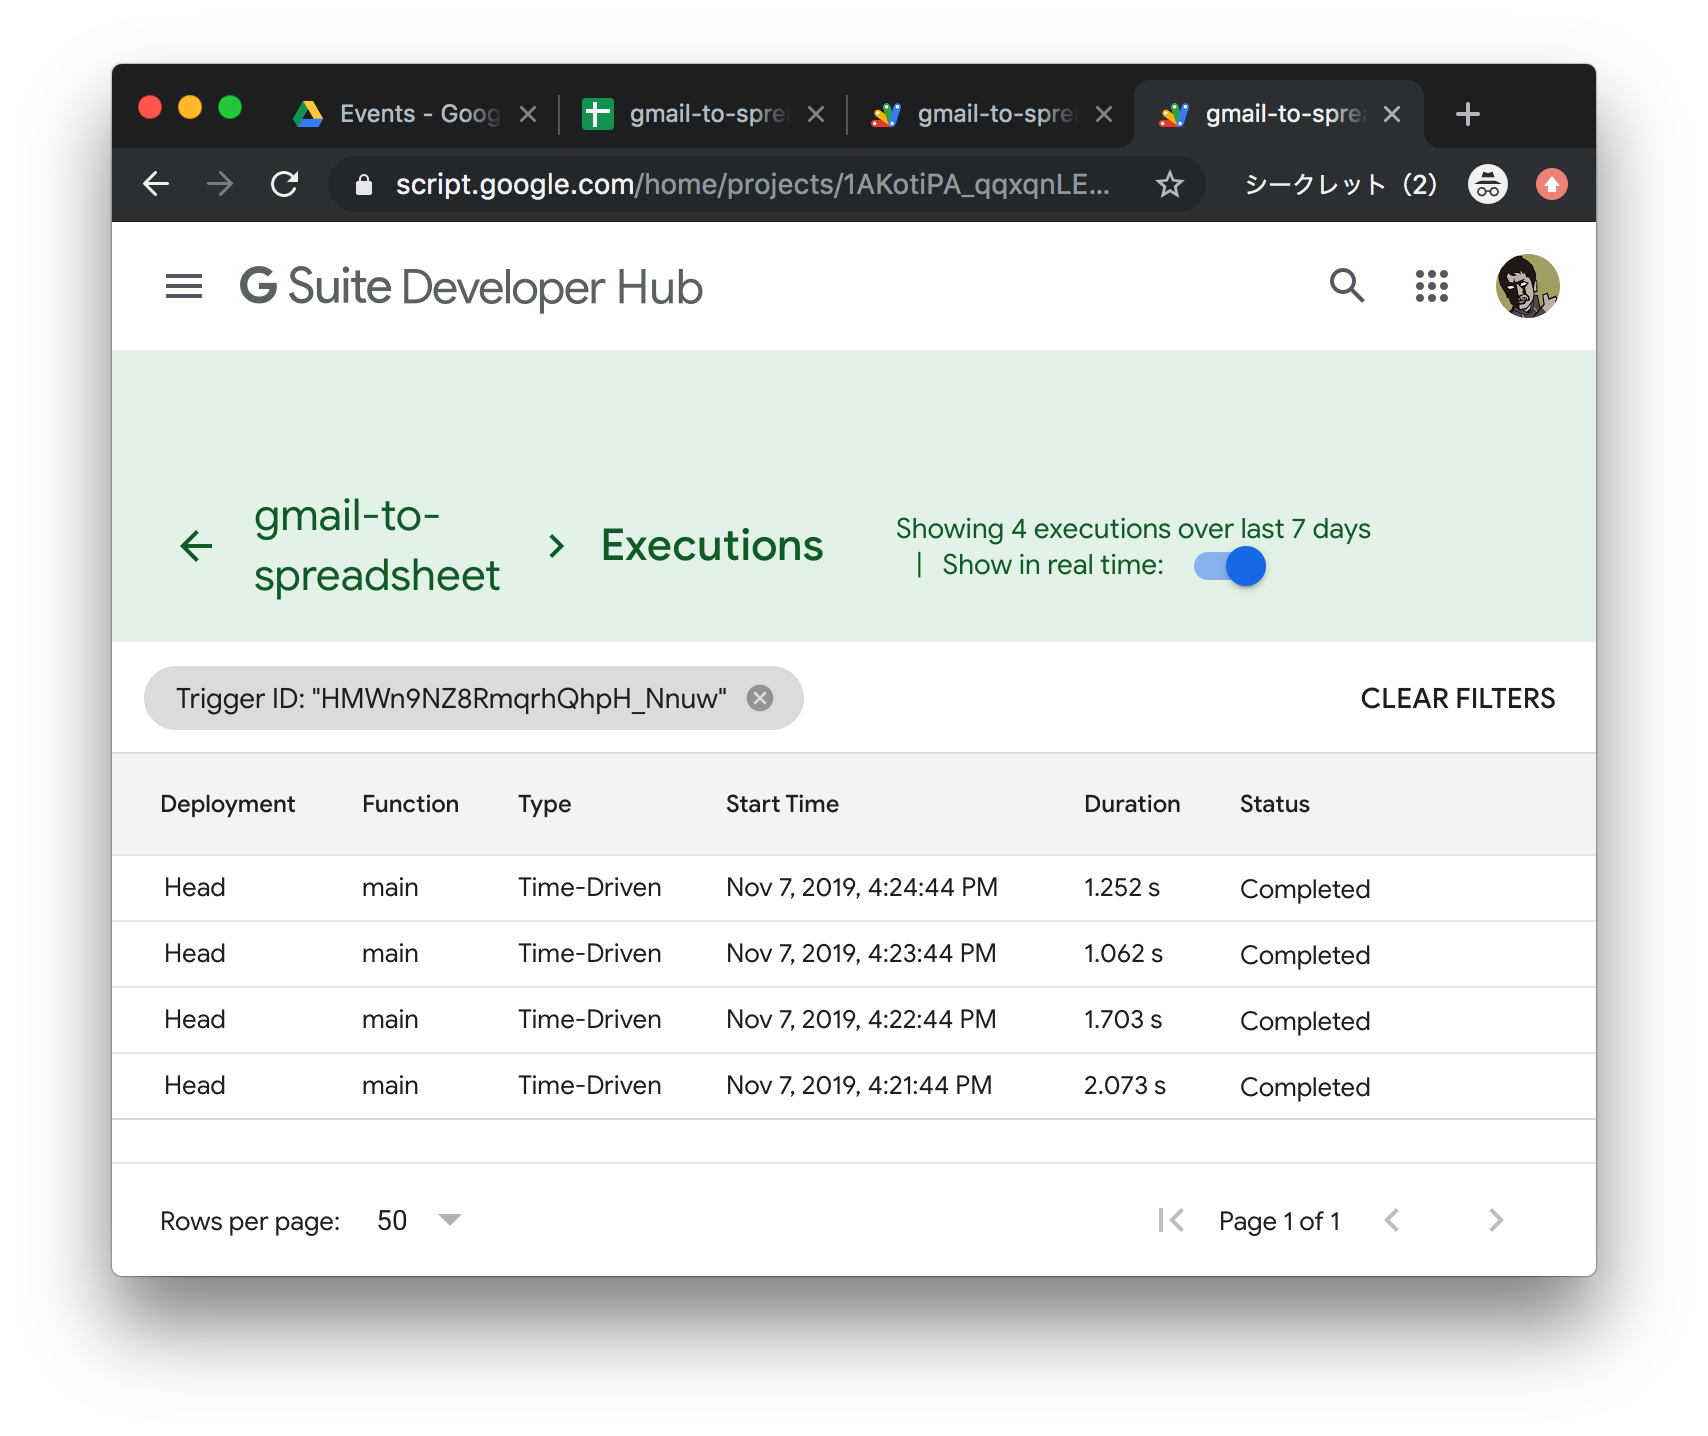 Events - Goog
gmail-to-sprea
gmail-to-sprea
gmail-to-sprea
script.google.com/home/projects/1AKotiPA_qqxqnLE...
シークレット（2）
G Suite Developer Hub
gmail-to-
spreadsheet
Executions
Showing 4 executions over last 7 days
| Show in real time:
Trigger ID: "HMWn9NZ8RmqrhQhpH_Nnuw"
CLEAR FILTERS
Deployment Function Type Start Time Duration Status
Head main Time-Driven Nov 7, 2019, 4:24:44 PM 1.252 s Completed
Head main Time-Driven Nov 7, 2019, 4:23:44 PM 1.062 s Completed
Head main Time-Driven Nov 7, 2019, 4:22:44 PM 1.703 s Completed
Head main Time-Driven Nov 7, 2019, 4:21:44 PM 2.073 s Completed
Rows per page: 50
Page 1 of 1